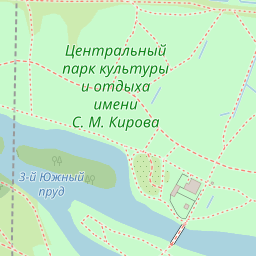 Центральный
парк культуры
и отдыха
имени
С. М. Кирова
3-й Южный
пруд